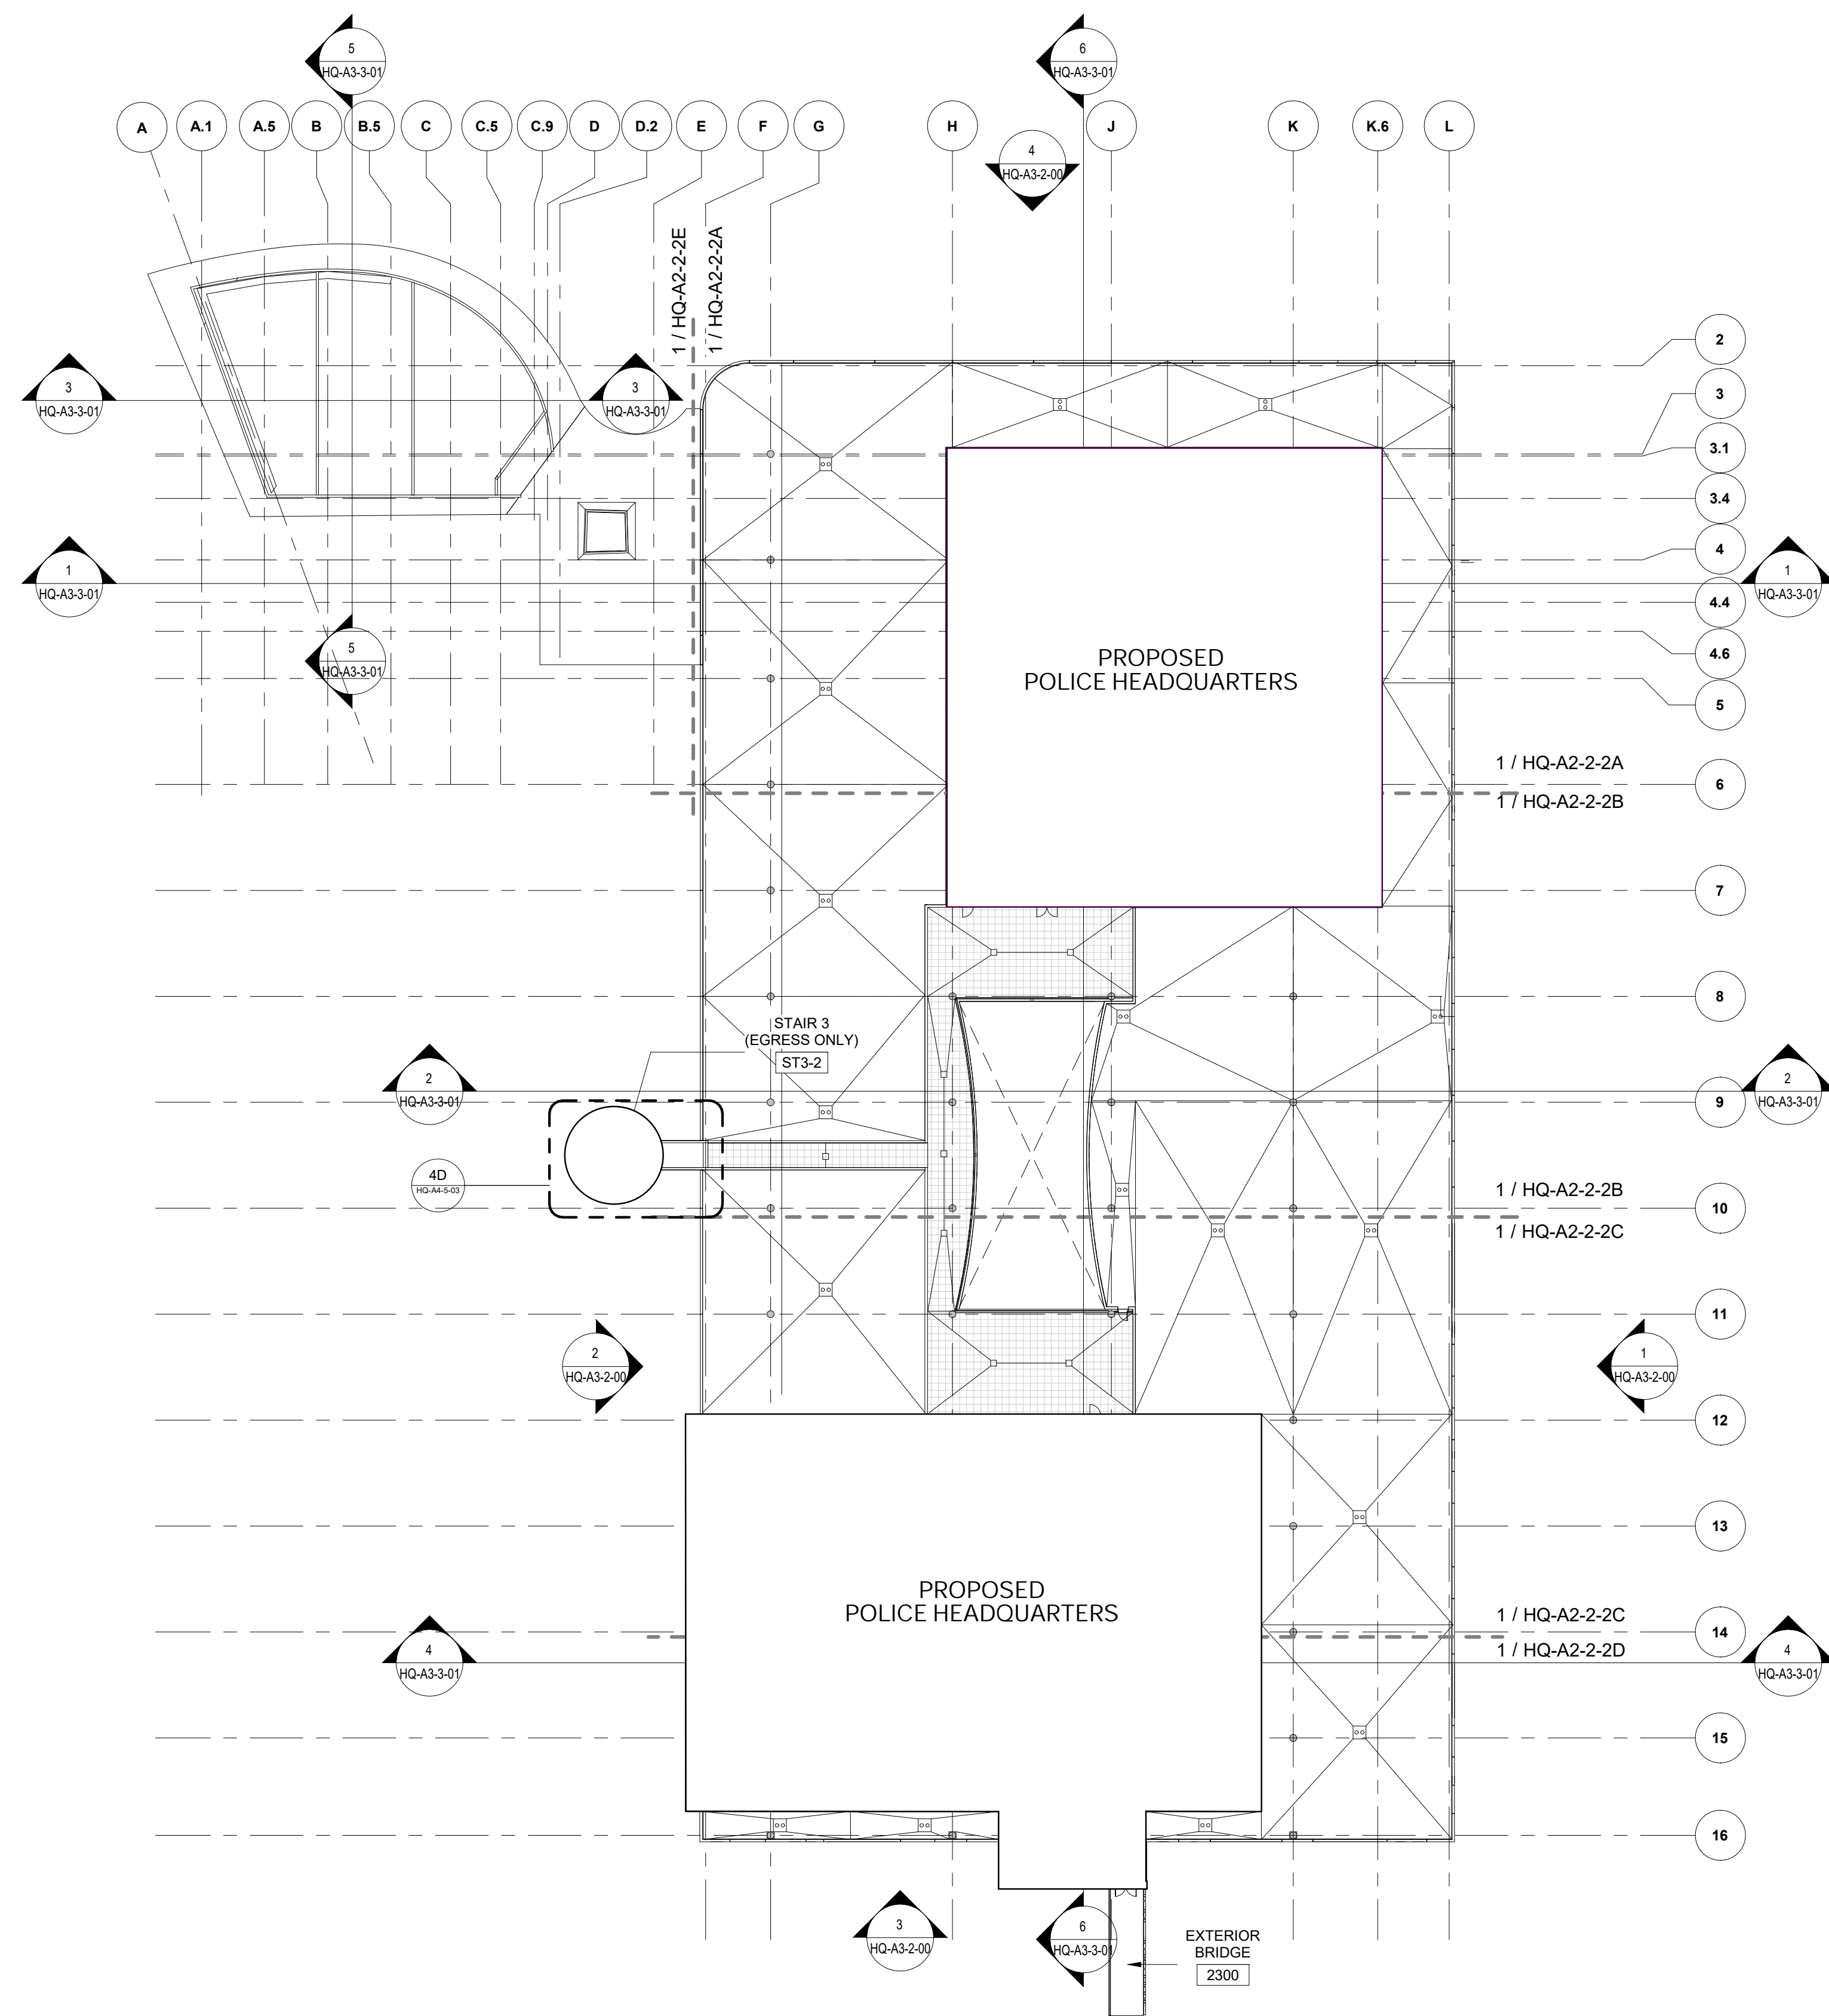 5
HQ-A3-3-01
6
HQ-A3-3-01
A
A.1
A.5
B
B.5
C
C.5
C.9
D
D.2
E
F
G
H
J
K
K.6
L
4
HQ-A3-2-00
1 / HQ-A2-2-2E
1 / HQ-A2-2-2A
2
3
HQ-A3-3-01
3
HQ-A3-3-01
3
3.1
3.4
4
1
HQ-A3-3-01
1
HQ-A3-3-01
4.4
5
HQ-A3-3-01
PROPOSED
POLICE HEADQUARTERS
4.6
5
1 / HQ-A2-2-2A
6
1 / HQ-A2-2-2B
7
8
STAIR 3
(EGRESS ONLY)
ST3-2
2
HQ-A3-3-01
2
HQ-A3-3-01
9
4D
HQ-A4-5-03
1 / HQ-A2-2-2B
10
1 / HQ-A2-2-2C
11
2
HQ-A3-2-00
1
HQ-A3-2-00
12
13
PROPOSED
POLICE HEADQUARTERS
1 / HQ-A2-2-2C
14
1 / HQ-A2-2-2D
4
HQ-A3-3-01
4
HQ-A3-3-01
15
16
3
HQ-A3-2-00
6
HQ-A3-3-01
EXTERIOR
BRIDGE
2300